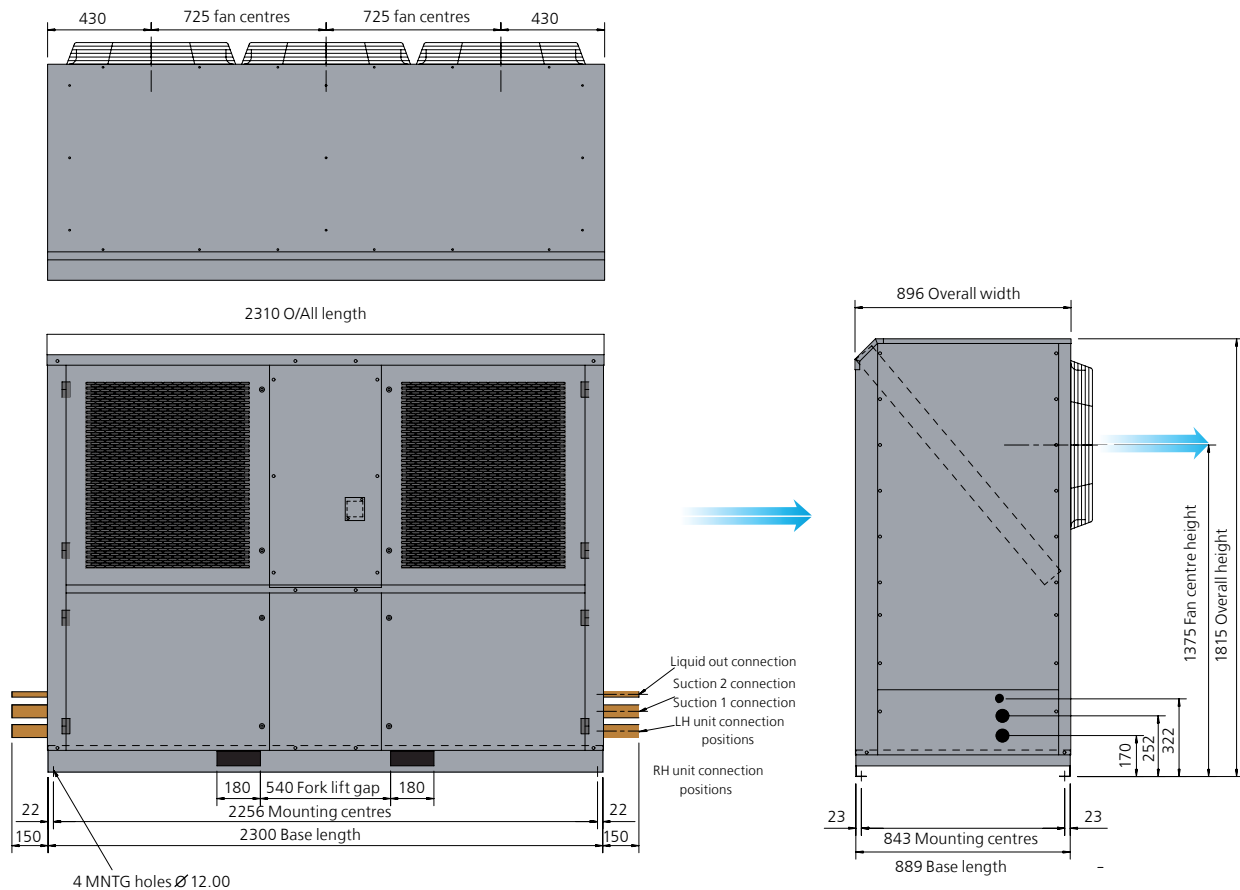 430
725 fan centres
725 fan centres
430
2310 O/All length
896 Overall width
1375 Fan centre height
1815 Overall height
Liquid out connection
Suction 2 connection
Suction 1 connection
LH unit connection
positions
RH unit connection
positions
170
252
322
180
540 Fork lift gap
180
22
2256 Mounting centres
22
150
2300 Base length
150
4 MNTG holes Ø 12.00
23
843 Mounting centres
23
889 Base length
-